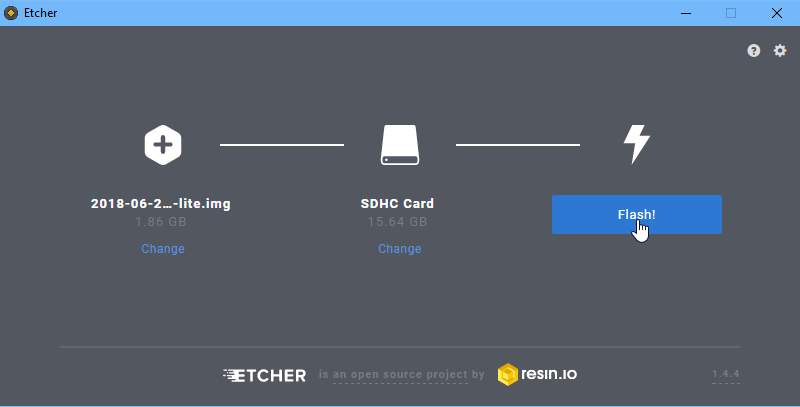 Etcher
2018-06-2...-lite.img
1.86 GB
Change
SDHC Card
15.64 GB
Change
Flash!
ETCHER is an open source project by resin.io
1.4.4